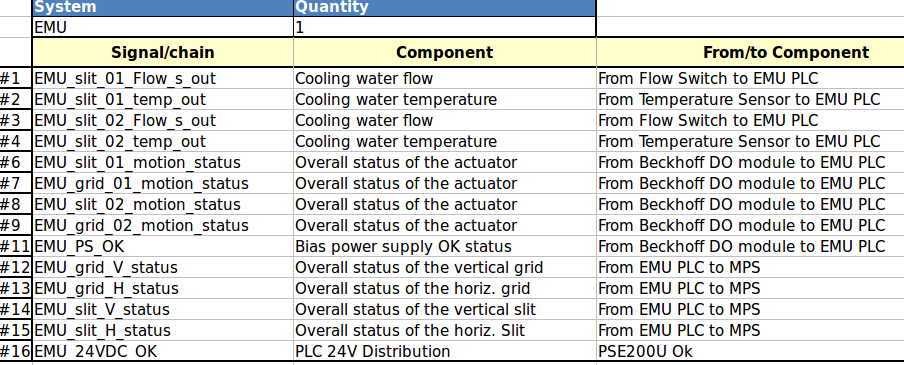 System Quantity
EMU 1
Signal/chain Component From/to Component
#1 EMU_slit_01_Flow_s_out Cooling water flow From Flow Switch to EMU PLC
#2 EMU_slit_01_temp_out Cooling water temperature From Temperature Sensor to EMU PLC
#3 EMU_slit_02_Flow_s_out Cooling water flow From Flow Switch to EMU PLC
#4 EMU_slit_02_temp_out Cooling water temperature From Temperature Sensor to EMU PLC
#6 EMU_slit_01_motion_status Overall status of the actuator From Beckhoff DO module to EMU PLC
#7 EMU_grid_01_motion_status Overall status of the actuator From Beckhoff DO module to EMU PLC
#8 EMU_slit_02_motion_status Overall status of the actuator From Beckhoff DO module to EMU PLC
#9 EMU_grid_02_motion_status Overall status of the actuator From Beckhoff DO module to EMU PLC
#11 EMU_PS_OK Bias power supply OK status From Beckhoff DO module to EMU PLC
#12 EMU_grid_V_status Overall status of the vertical grid From EMU PLC to MPS
#13 EMU_grid_H_status Overall status of the horiz. grid From EMU PLC to MPS
#14 EMU_slit_V_status Overall status of the vertical slit From EMU PLC to MPS
#15 EMU_slit_H_status Overall status of the horiz. Slit From EMU PLC to MPS
#16 EMU_24VDC_OK PLC 24V Distribution PSE200U Ok